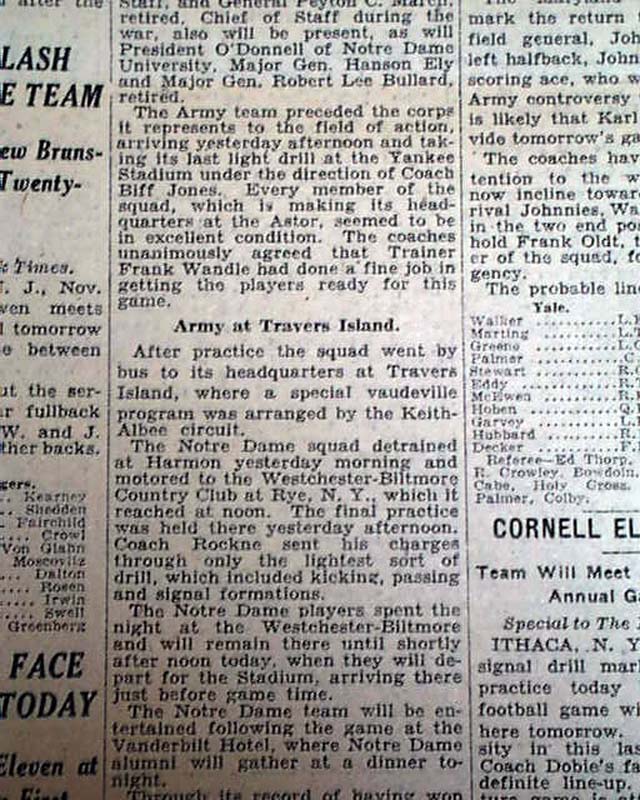 LASH
E TEAM
ew Bruns-
Twenty-
Times.
J., Nov.
ven meets
tomorrow
e between
ut the ser-
r fullback
W. and J.
ther backs.
gers.
Kearney
Shedden
Fairchild
Crowl
Von Glahn
Moscovitz
Dalton
Rosen
Irwin
Swell
Greenberg
FACE
TODAY
Eleven at
First
Staff, and General Peyton C. March,
retired, Chief of Staff during the
war, also will be present, as will
President O'Donnell of Notre Dame
University, Major Gen. Hanson Ely
and Major Gen. Robert Lee Bullard,
retired.
The Army team preceded the corps
it represents to the field of action,
arriving yesterday afternoon and tak-
ing its last light drill at the Yankee
Stadium under the direction of Coach
Biff Jones. Every member of the
squad, which is making its head-
quarters at the Astor, seemed to be
in excellent condition. The coaches
unanimously agreed that Trainer
Frank Wandle had done a fine job in
getting the players ready for this
game.
Army at Travers Island.
After practice the squad went by
bus to its headquarters at Travers
Island, where a special vaudeville
program was arranged by the Keith-
Albee circuit.
The Notre Dame squad detrained
at Harmon yesterday morning and
motored to the Westchester-Biltmore
Country Club at Rye, N. Y., which it
reached at noon. The final practice
was held there yesterday afternoon.
Coach Rockne sent his charges
through only the lightest sort of
drill, which included kicking, passing
and signal formations.
The Notre Dame players spent the
night at the Westchester-Biltmore
and will remain there until shortly
after noon today, when they will de-
part for the Stadium, arriving there
just before game time.
The Notre Dame team will be en-
tertained following the game at the
Vanderbilt Hotel, where Notre Dame
alumni will gather at a dinner to-
night.
Through its record of having won
mark the return
field general, Joh
left halfback, John
scoring ace, who w
Army controversy
is likely that Karl
vide tomorrow's ga
The coaches hav
tention to the w
now incline towar
rival Johnnies, Wa
in the two end po
hold Frank Oldt,
er of the squad, f
gency.
The probable lin
Yale.
Walker ..........L.
Marting ..........L.
Greene ..........L.
Palmer ..........C.
Stewart ..........R.
Eddy ..........R.
McEwen ..........R.
Hoben ..........Q.
Garvey ..........L.
Hubbard ..........R.
Decker ..........F.
Referee—Ed Thorp,
R. Crowley, Bowdoin,
Cabe, Holy Cross.
Palmer, Colby.
CORNELL EL
Team Will Meet
Annual Ga
Special to The
ITHACA, N. Y
signal drill mar
practice today
football game wi
here tomorrow.
sity in this las
Coach Dobie's fa
definite line-up.